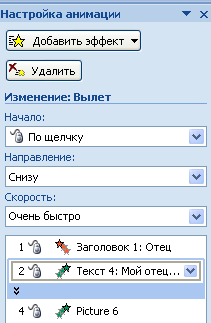 Настройка анимации
Добавить эффект
Удалить
Изменение: Вылет
Начало:
По щелчку
Направление:
Снизу
Скорость:
Очень быстро
1 Заголовок 1: Отец
2 Текст 4: Мой отец...
4 Picture 6